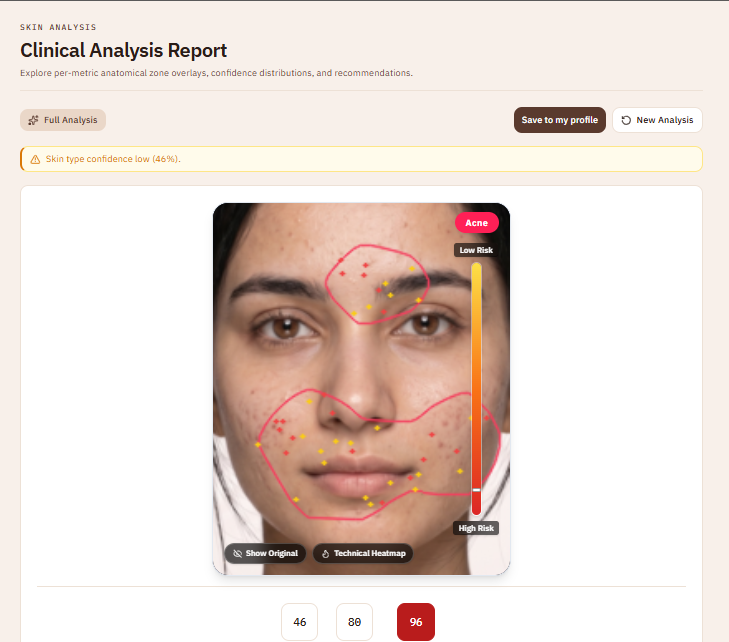 SKIN ANALYSIS
Clinical Analysis Report
Explore per-metric anatomical zone overlays, confidence distributions, and recommendations.
Full Analysis
Save to my profile
New Analysis
Skin type confidence low (46%).
Acne
Low Risk
High Risk
Show Original
Technical Heatmap
46
80
96